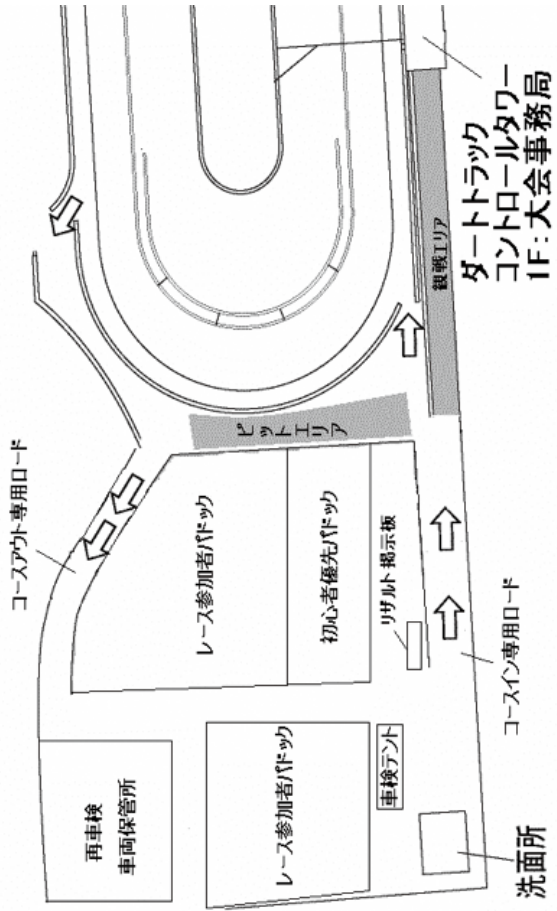 コースアウト専用ロード
ピットエリア
観戦エリア
ダートトラック
コントロールタワー
1F:大会事務局
レース参加者パドック
初心者優先パドック
リザルト掲示板
コースイン専用ロード
再車検
車両保管所
レース参加者パドック
車検テント
洗面所